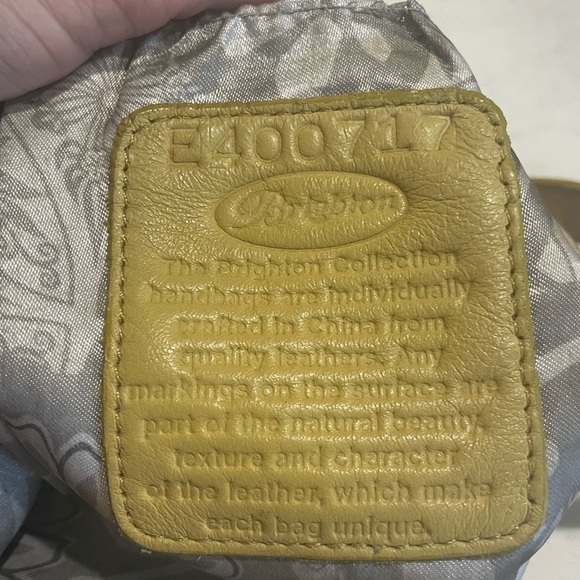 E400717
Brighton
The Brighton Collection
handbags are individually
crafted in China from
quality leathers. Any
markings on the surface are
part of the natural beauty,
texture and character
of the leather, which make
each bag unique.